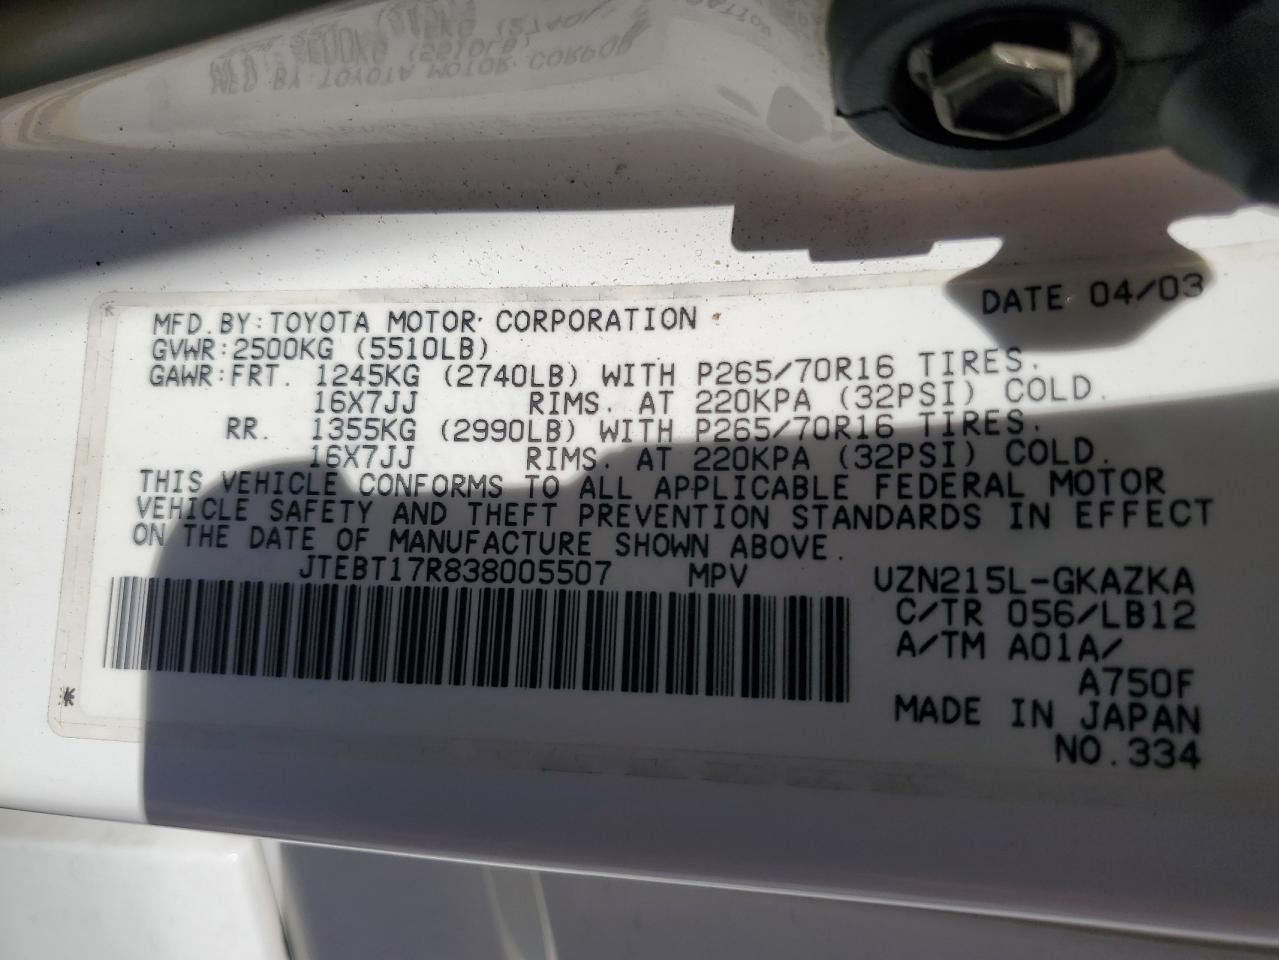 DATE 04/03
MFD. BY: TOYOTA MOTOR CORPORATION
GVWR: 2500KG (5510LB)
GAWR: FRT. 1245KG (2740LB) WITH P265/70R16 TIRES.
16X7JJ RIMS. AT 220KPA (32PSI) COLD.
RR. 1355KG (2990LB) WITH P265/70R16 TIRES.
16X7JJ RIMS. AT 220KPA (32PSI) COLD.
THIS VEHICLE CONFORMS TO ALL APPLICABLE FEDERAL MOTOR
VEHICLE SAFETY AND THEFT PREVENTION STANDARDS IN EFFECT
ON THE DATE OF MANUFACTURE SHOWN ABOVE.
JTEBT17R838005507 MPV UZN215L-GKAZKA
C/TR 056/LB12
A/TM A01A/
A750F
MADE IN JAPAN
NO.334